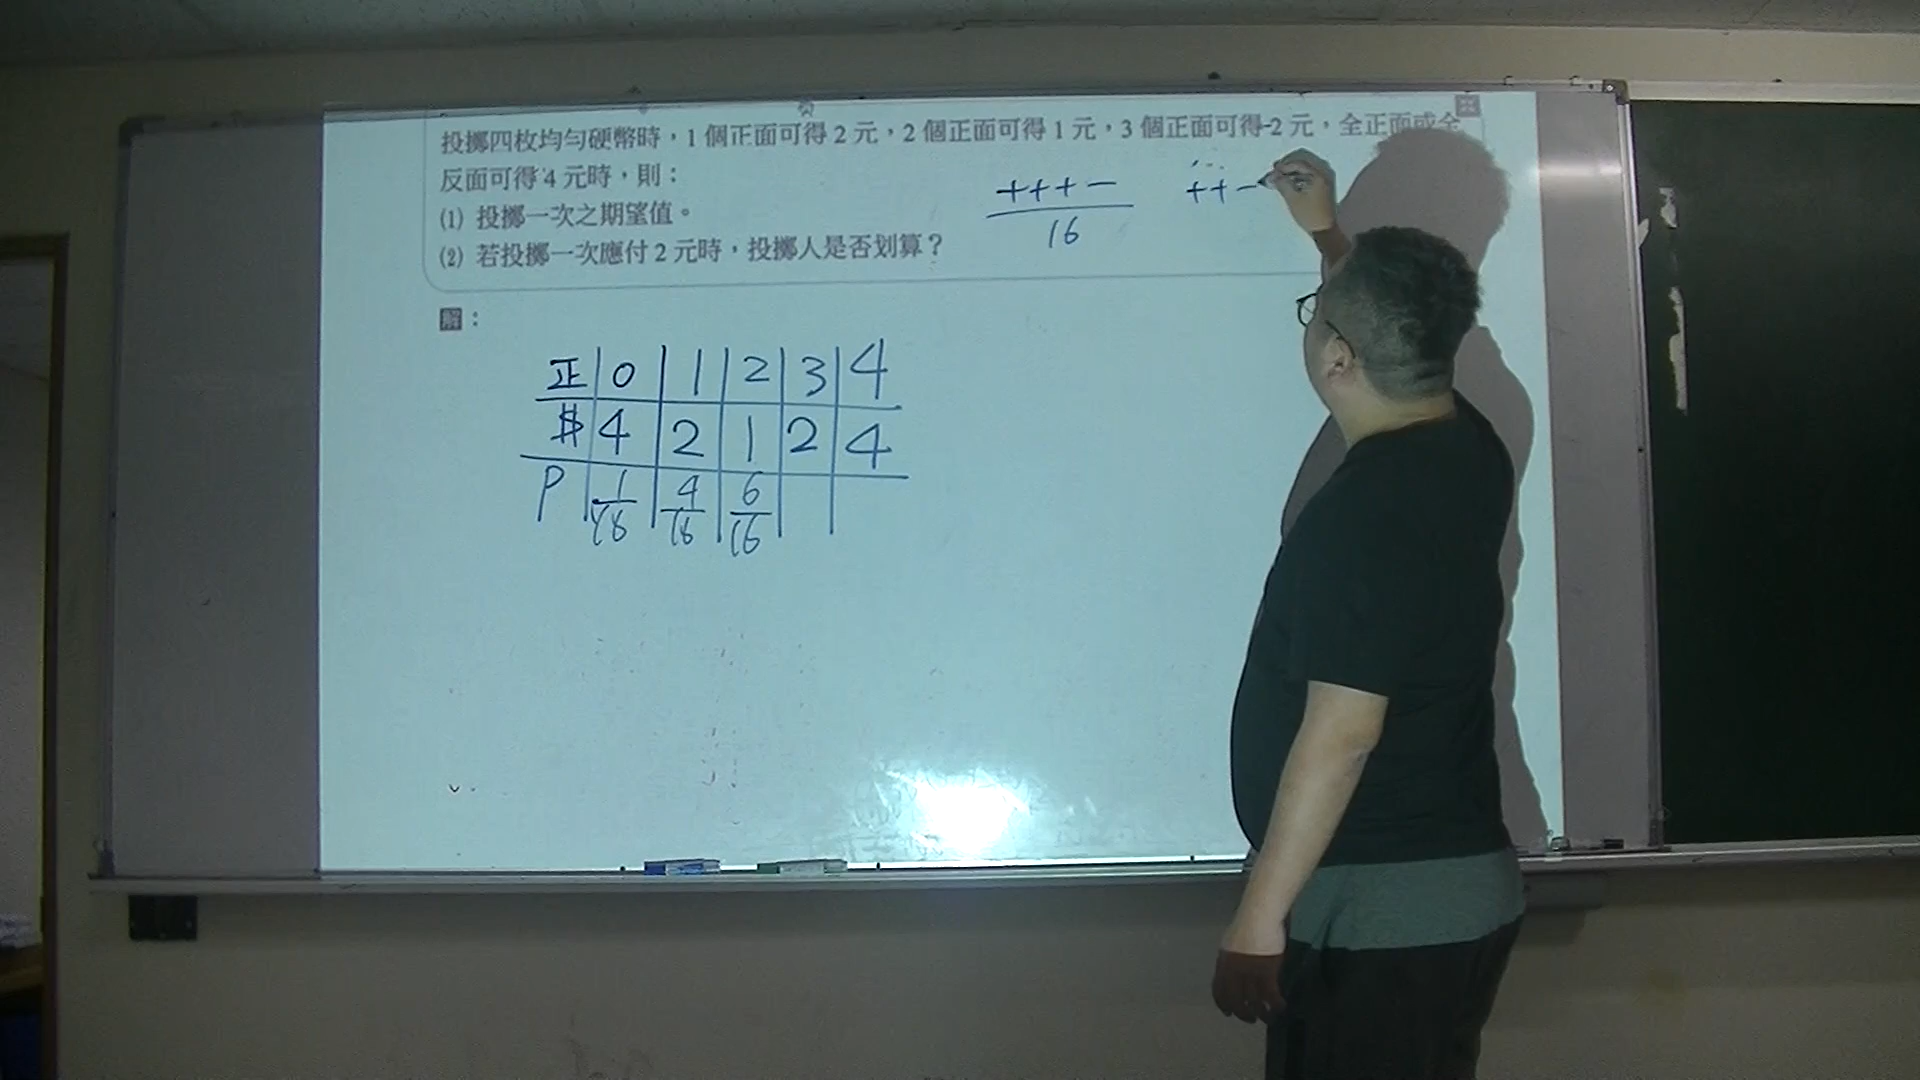 投擲四枚均勻硬幣時，1個正面可得2元，2個正面可得1元，3個正面可得2元，全正面或全
反面可得4元時，則：
(1) 投擲一次之期望值。
(2) 若投擲一次應付2元時，投擲人是否划算？
+++− ++−
16
解：
正 0 1 2 3 4
$ 4 2 1 2 4
P 1/16 4/16 6/16